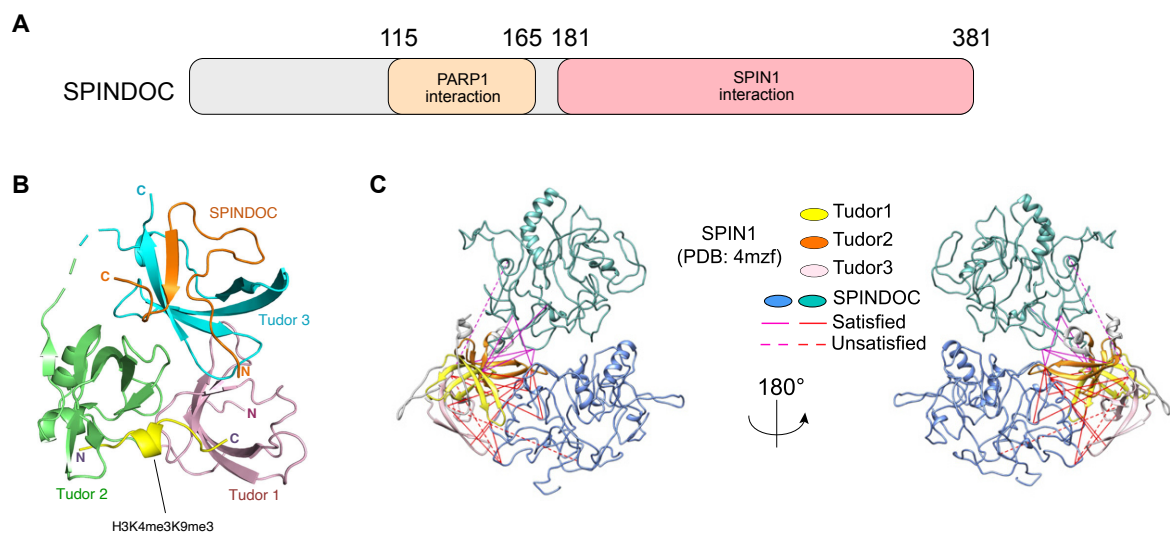 A
115
165
181
381
SPINDOC
PARP1
interaction
SPIN1
interaction
B
C
SPINDOC
C
Tudor 3
N
N
C
N
Tudor 2
Tudor 1
H3K4me3K9me3
C
SPIN1
(PDB: 4mzf)
Tudor1
Tudor2
Tudor3
SPINDOC
Satisfied
Unsatisfied
180°